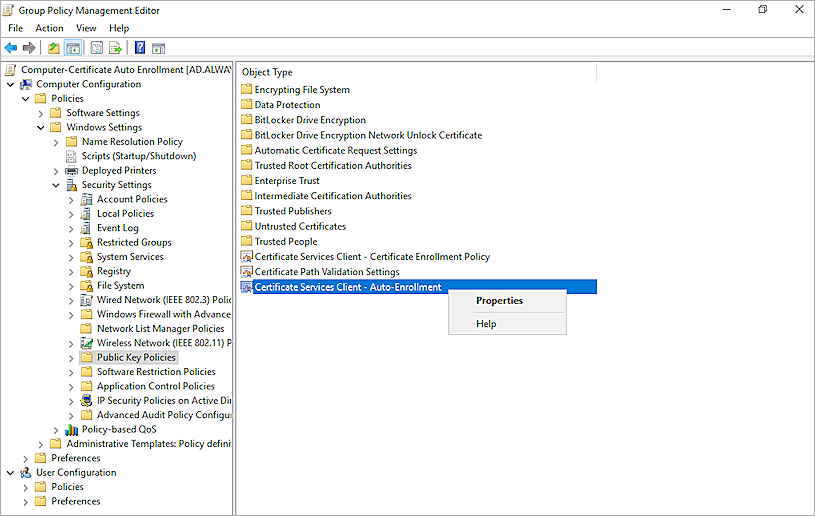 Group Policy Management Editor
File Action View Help
Computer-Certificate Auto Enrollment [AD.ALWAY
Computer Configuration
Policies
Software Settings
Windows Settings
Name Resolution Policy
Scripts (Startup/Shutdown)
Deployed Printers
Security Settings
Account Policies
Local Policies
Event Log
Restricted Groups
System Services
Registry
File System
Wired Network (IEEE 802.3) Polic
Windows Firewall with Advance
Network List Manager Policies
Wireless Network (IEEE 802.11) P
Public Key Policies
Software Restriction Policies
Application Control Policies
IP Security Policies on Active Dir
Advanced Audit Policy Configur
Policy-based QoS
Administrative Templates: Policy defini
Preferences
User Configuration
Policies
Preferences
Object Type
Encrypting File System
Data Protection
BitLocker Drive Encryption
BitLocker Drive Encryption Network Unlock Certificate
Automatic Certificate Request Settings
Trusted Root Certification Authorities
Enterprise Trust
Intermediate Certification Authorities
Trusted Publishers
Untrusted Certificates
Trusted People
Certificate Services Client - Certificate Enrollment Policy
Certificate Path Validation Settings
Certificate Services Client - Auto-Enrollment
Properties
Help